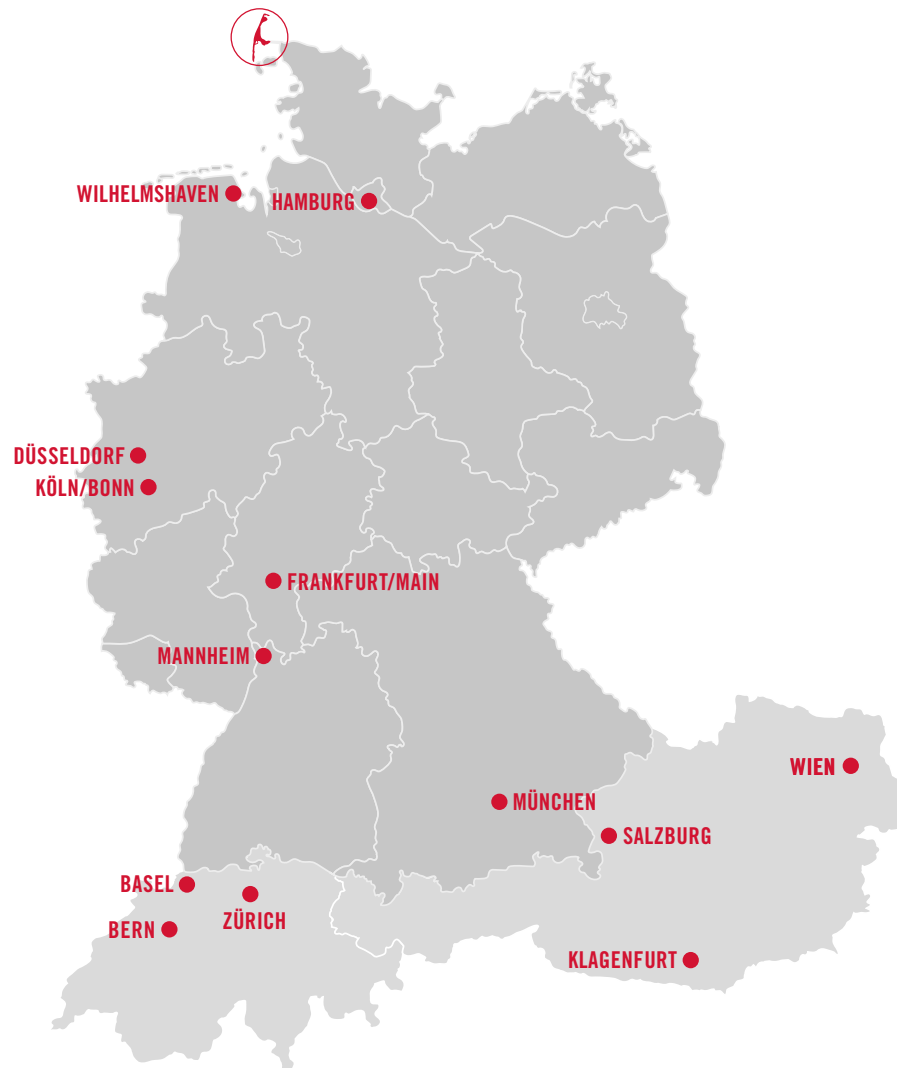 WILHELMSHAVEN
HAMBURG
DÜSSELDORF
KÖLN/BONN
FRANKFURT/MAIN
MANNHEIM
WIEN
MÜNCHEN
SALZBURG
BASEL
ZÜRICH
BERN
KLAGENFURT